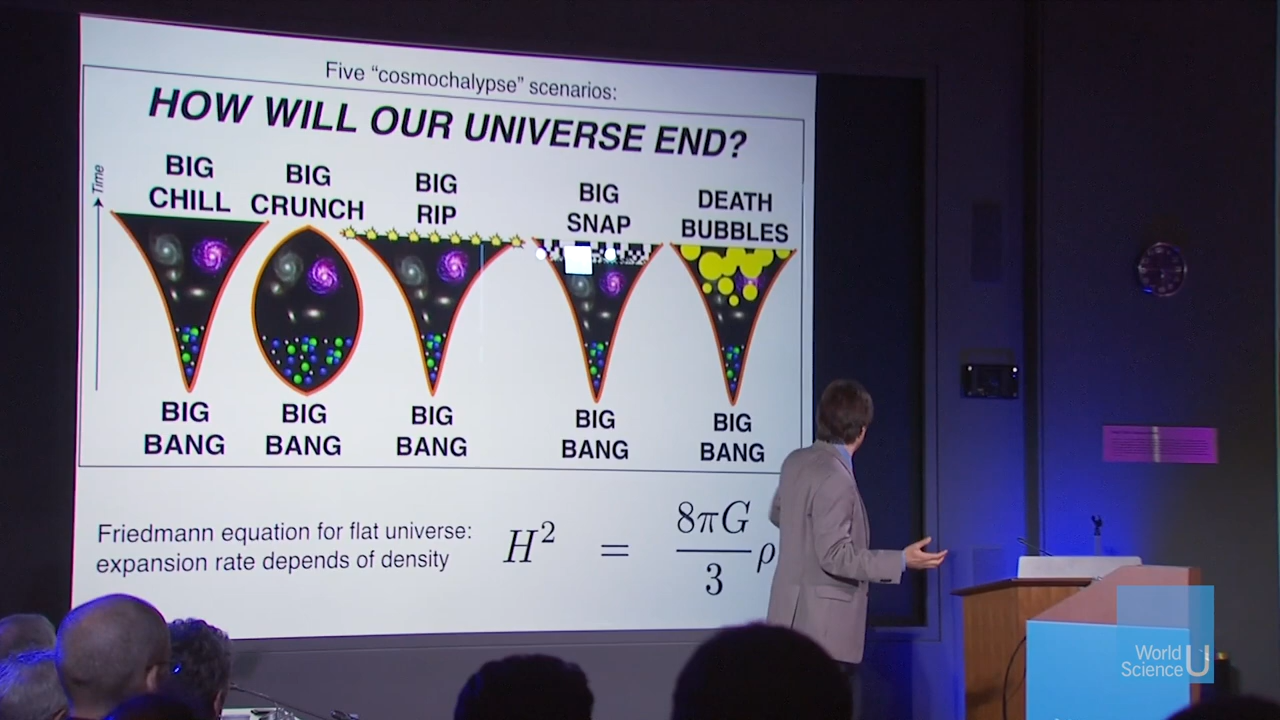 Five “cosmochalypse” scenarios:
HOW WILL OUR UNIVERSE END?
Time
BIG
CHILL
BIG
CRUNCH
BIG
RIP
BIG
SNAP
DEATH
BUBBLES
BIG
BANG
BIG
BANG
BIG
BANG
BIG
BANG
BIG
BANG
Friedmann equation for flat universe:
expansion rate depends of density
H² = 8πG/3 ρ
World
Science U